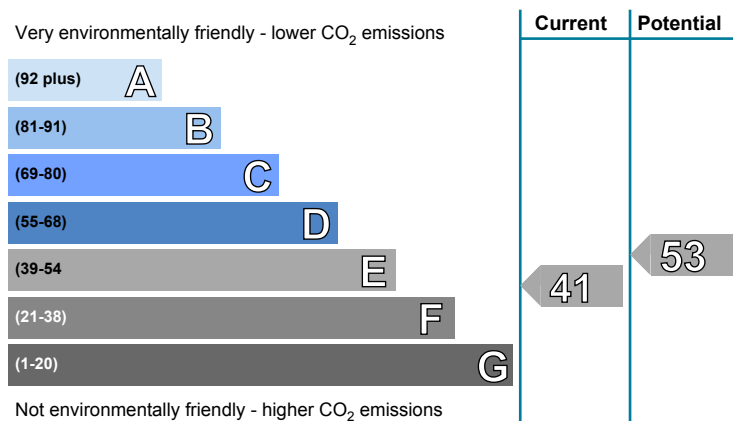 Current Potential
Very environmentally friendly - lower CO2 emissions
(92 plus) A
(81-91) B
(69-80) C
(55-68) D
53
(39-54 E
41
(21-38) F
(1-20) G
Not environmentally friendly - higher CO2 emissions